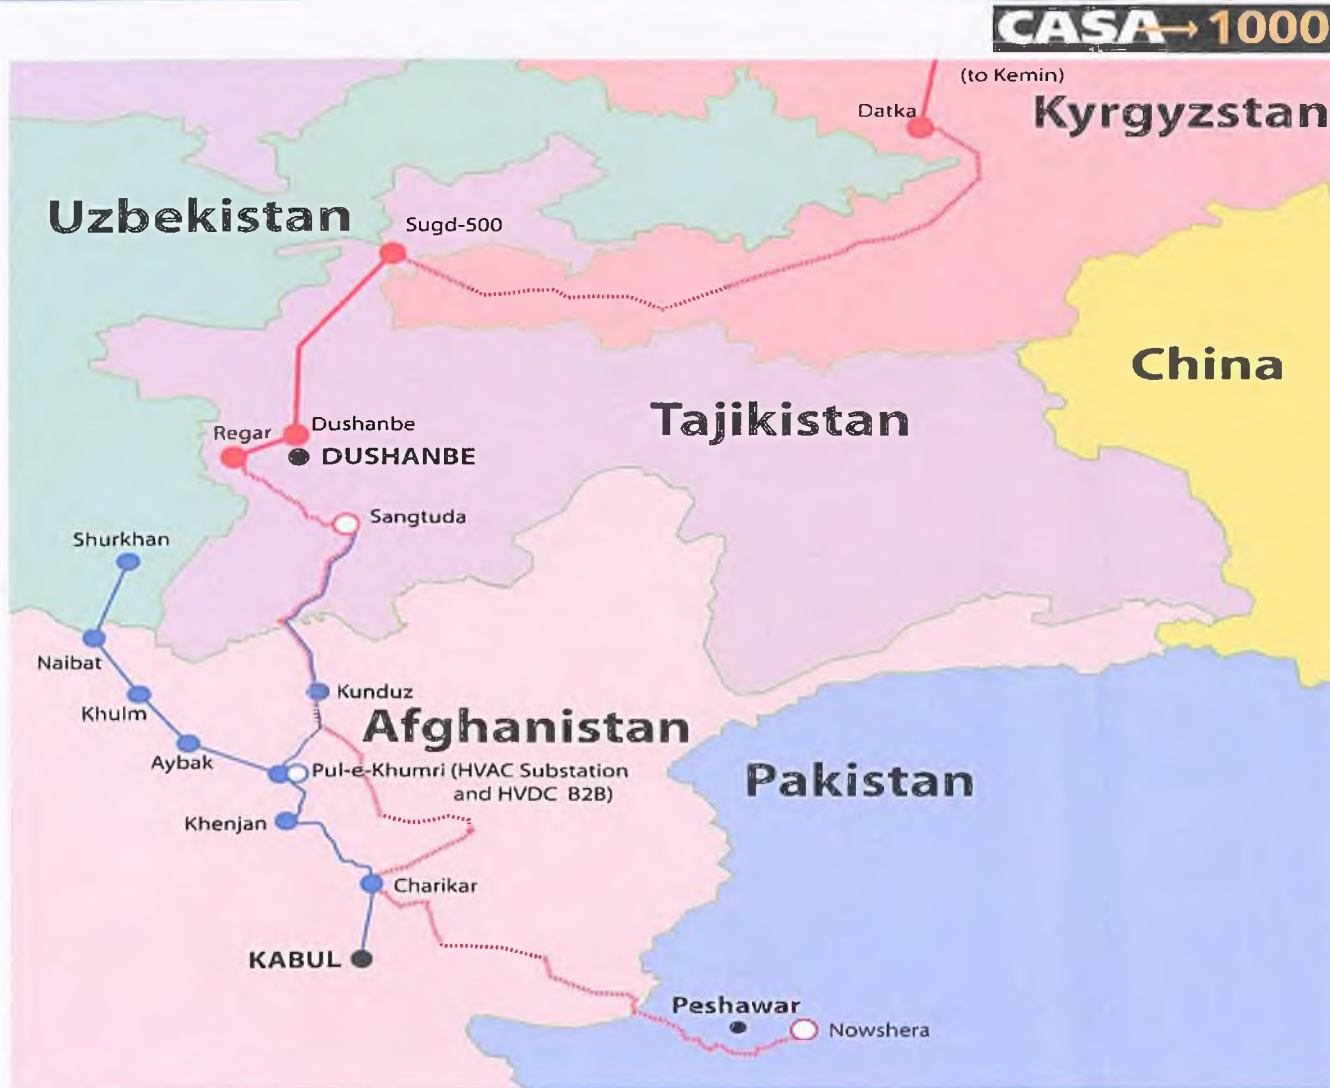 CASA→1000
(to Kemin)
Datka
Kyrgyzstan
Uzbekistan
Sugd-500
China
Tajikistan
Dushanbe
Regar
DUSHANBE
Sangtuda
Shurkhan
Naibat
Kunduz
Khulm
Afghanistan
Aybak
Pul-e-Khumri (HVAC Substation
and HVDC B2B)
Pakistan
Khenjan
Charikar
KABUL
Peshawar
Nowshera